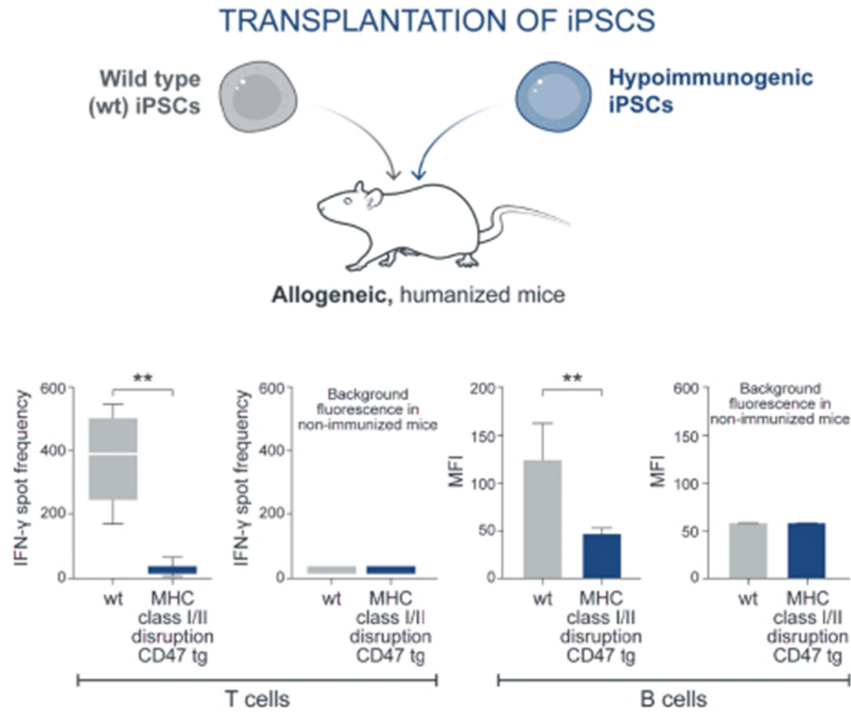 TRANSPLANTATION OF iPSCS
Wild type
(wt) iPSCs
Hypoimmunogenic
iPSCs
Allogeneic, humanized mice
IFN-γ spot frequency
600
400
200
0
**
wt
MHC
class I/II
disruption
CD47 tg
IFN-γ spot frequency
600
400
200
0
Background
fluorescence in
non-immunized mice
wt
MHC
class I/II
disruption
CD47 tg
T cells
MFI
200
150
100
50
0
**
wt
MHC
class I/II
disruption
CD47 tg
MFI
600
150
100
50
0
Background
fluorescence in
non-immunized mice
wt
MHC
class I/II
disruption
CD47 tg
B cells